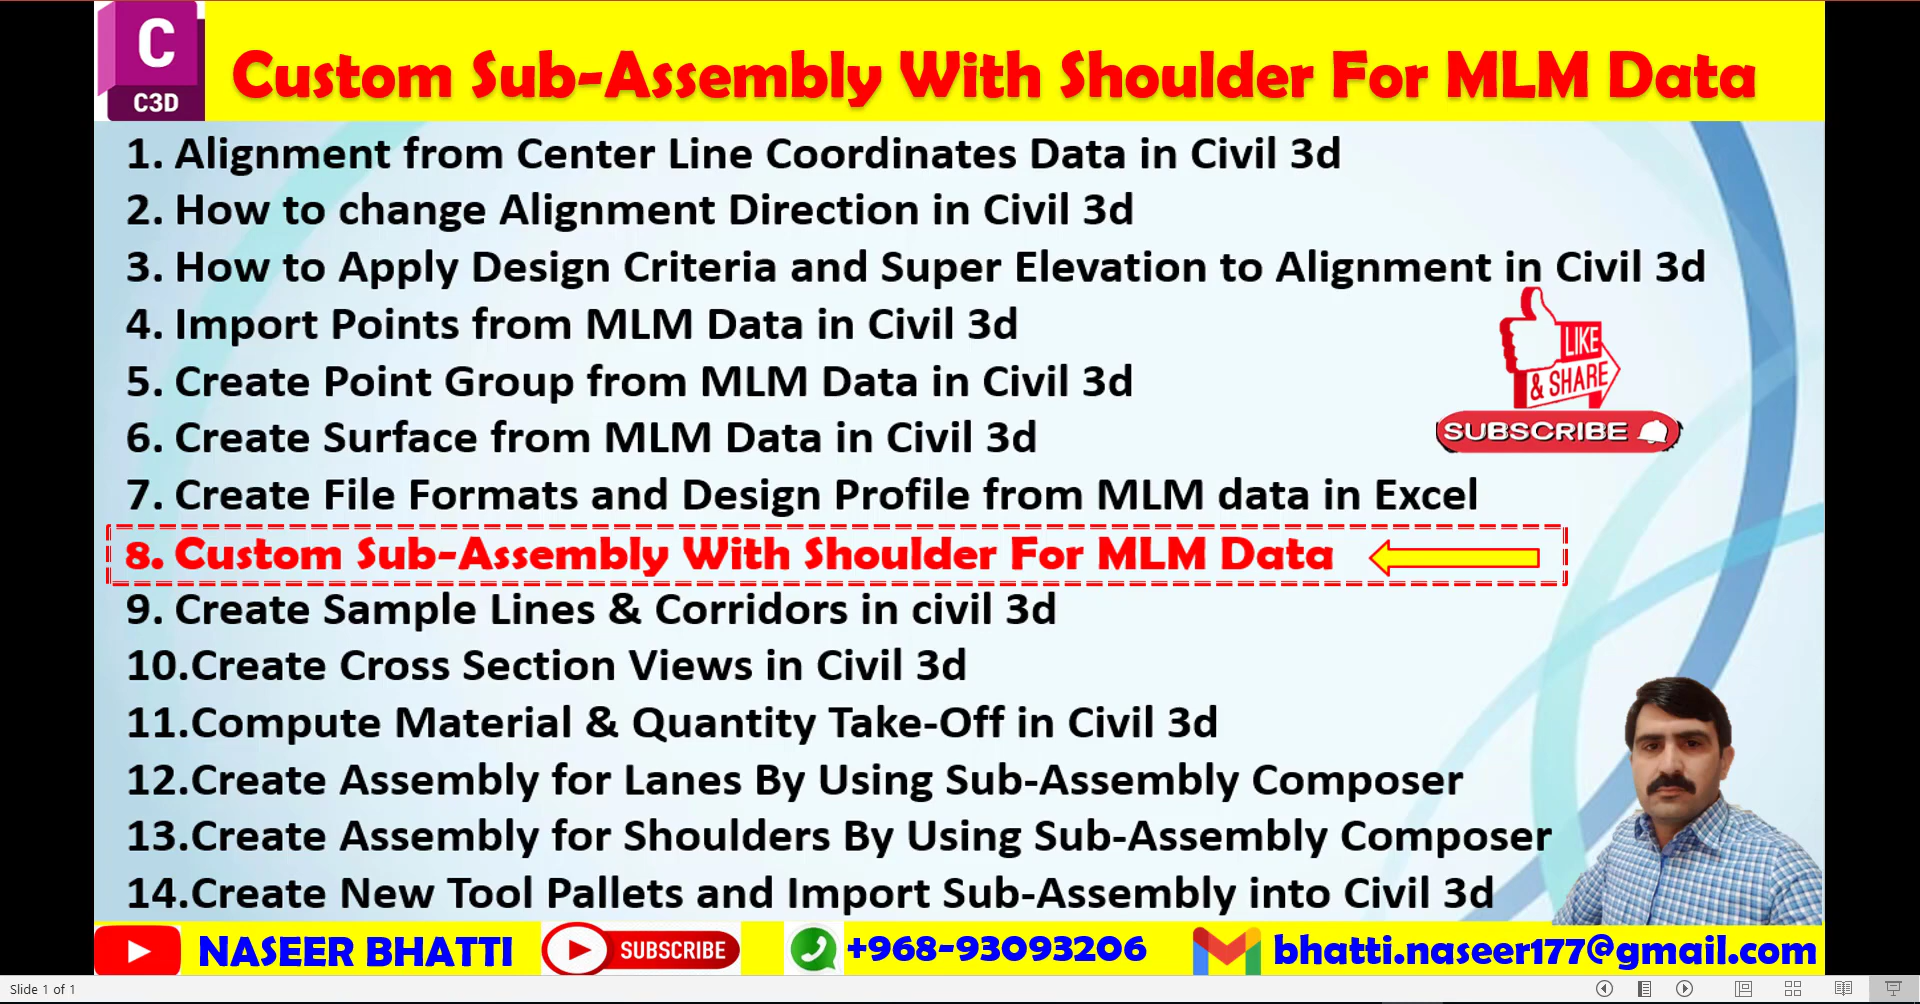 C
C3D
Custom Sub-Assembly With Shoulder For MLM Data
1. Alignment from Center Line Coordinates Data in Civil 3d
2. How to change Alignment Direction in Civil 3d
3. How to Apply Design Criteria and Super Elevation to Alignment in Civil 3d
4. Import Points from MLM Data in Civil 3d
5. Create Point Group from MLM Data in Civil 3d
6. Create Surface from MLM Data in Civil 3d
7. Create File Formats and Design Profile from MLM data in Excel
8. Custom Sub-Assembly With Shoulder For MLM Data
9. Create Sample Lines & Corridors in civil 3d
10.Create Cross Section Views in Civil 3d
11.Compute Material & Quantity Take-Off in Civil 3d
12.Create Assembly for Lanes By Using Sub-Assembly Composer
13.Create Assembly for Shoulders By Using Sub-Assembly Composer
14.Create New Tool Pallets and Import Sub-Assembly into Civil 3d
LIKE
& SHARE
SUBSCRIBE
NASEER BHATTI SUBSCRIBE +968-93093206 bhatti.naseer177@gmail.com
Slide 1 of 1